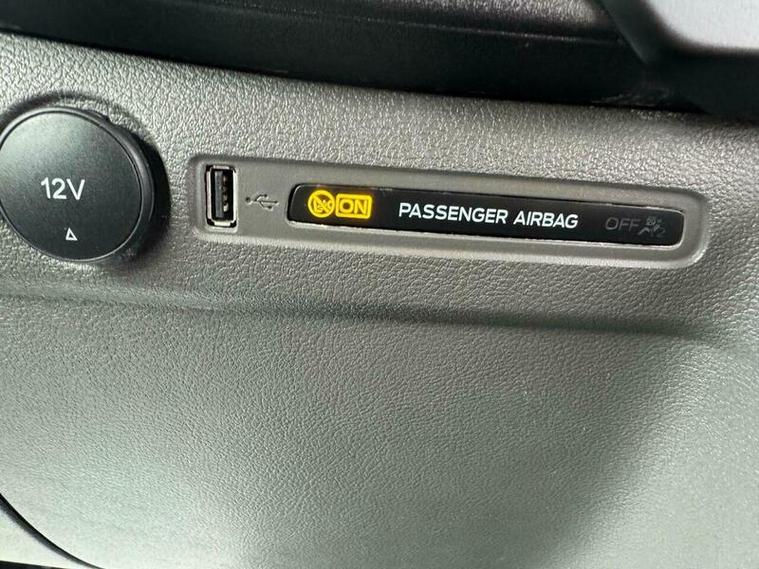 12V
ON PASSENGER AIRBAG OFF